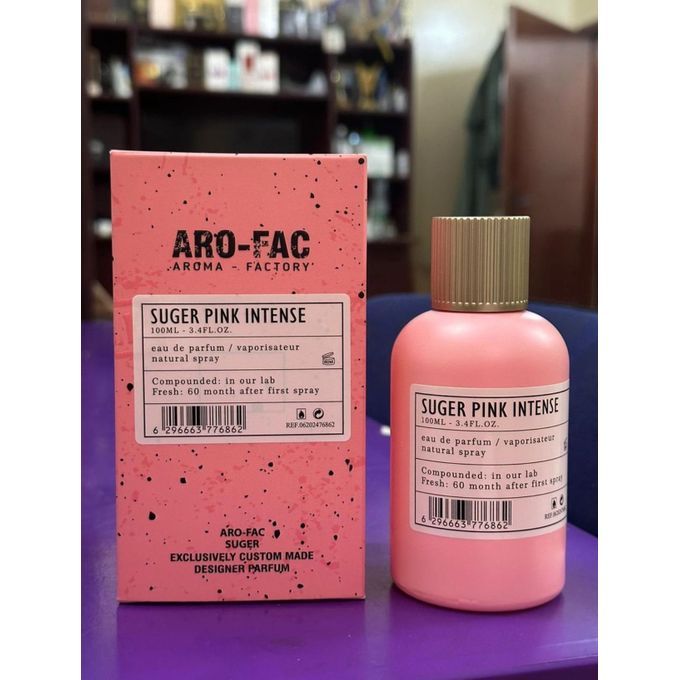 ARO-FAC
AROMA - FACTORY
SUGER PINK INTENSE
100ML - 3.4FL.OZ.
eau de parfum / vaporisateur
natural spray
Compounded: in our lab
Fresh: 60 month after first spray
6 296663 776862
REF.06202476862
ARO-FAC
SUGER
EXCLUSIVELY CUSTOM MADE
DESIGNER PARFUM
SUGER PINK INTENSE
100ML - 3.4FL.OZ.
eau de parfum / vaporisateur
natural spray
Compounded: in our lab
Fresh: 60 month after first spray
6 296663 776862